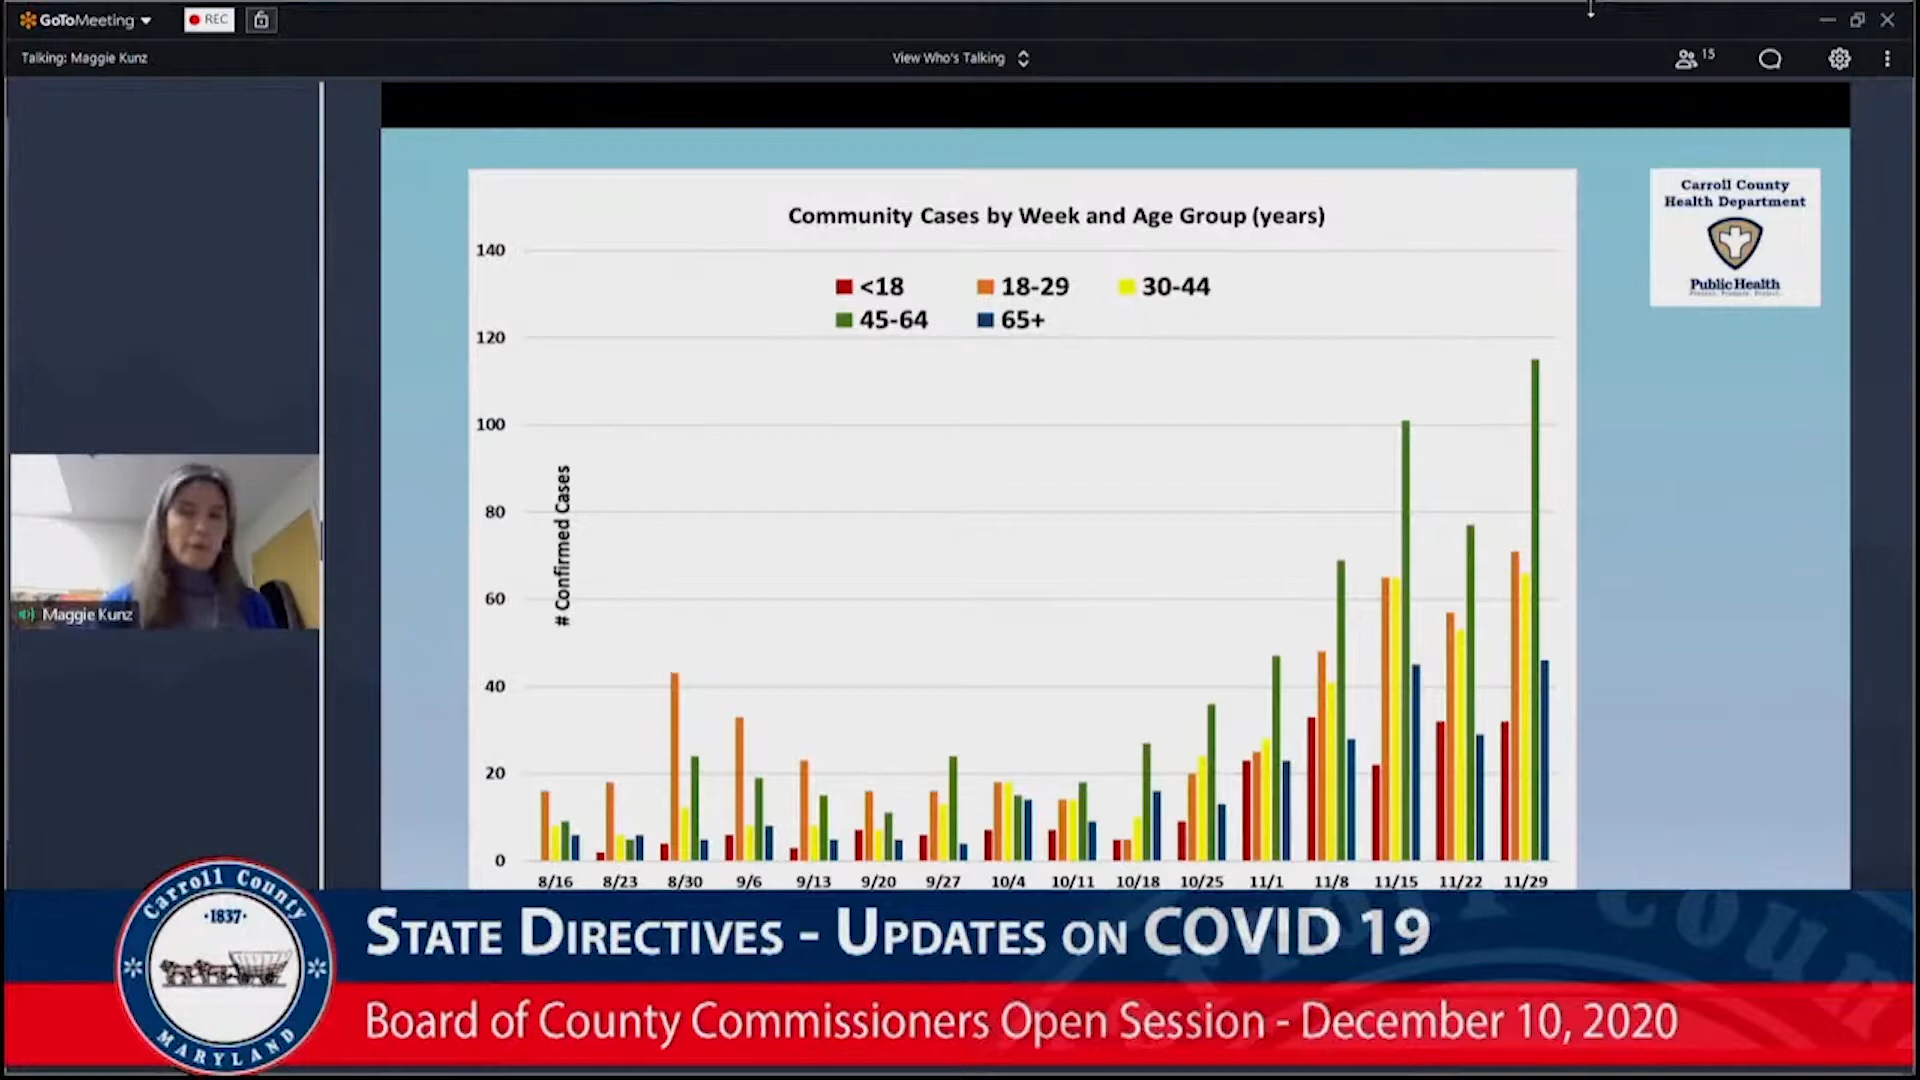 GoToMeeting
REC
Talking: Maggie Kunz
View Who's Talking
15
Community Cases by Week and Age Group (years)
<18
18-29
30-44
45-64
65+
140
120
100
80
60
40
20
0
# Confirmed Cases
8/16
8/23
8/30
9/6
9/13
9/20
9/27
10/4
10/11
10/18
10/25
11/1
11/8
11/15
11/22
11/29
Carroll County
Health Department
Public Health
Maggie Kunz
Carroll County
·1837·
MARYLAND
STATE DIRECTIVES - UPDATES ON COVID 19
Board of County Commissioners Open Session - December 10, 2020